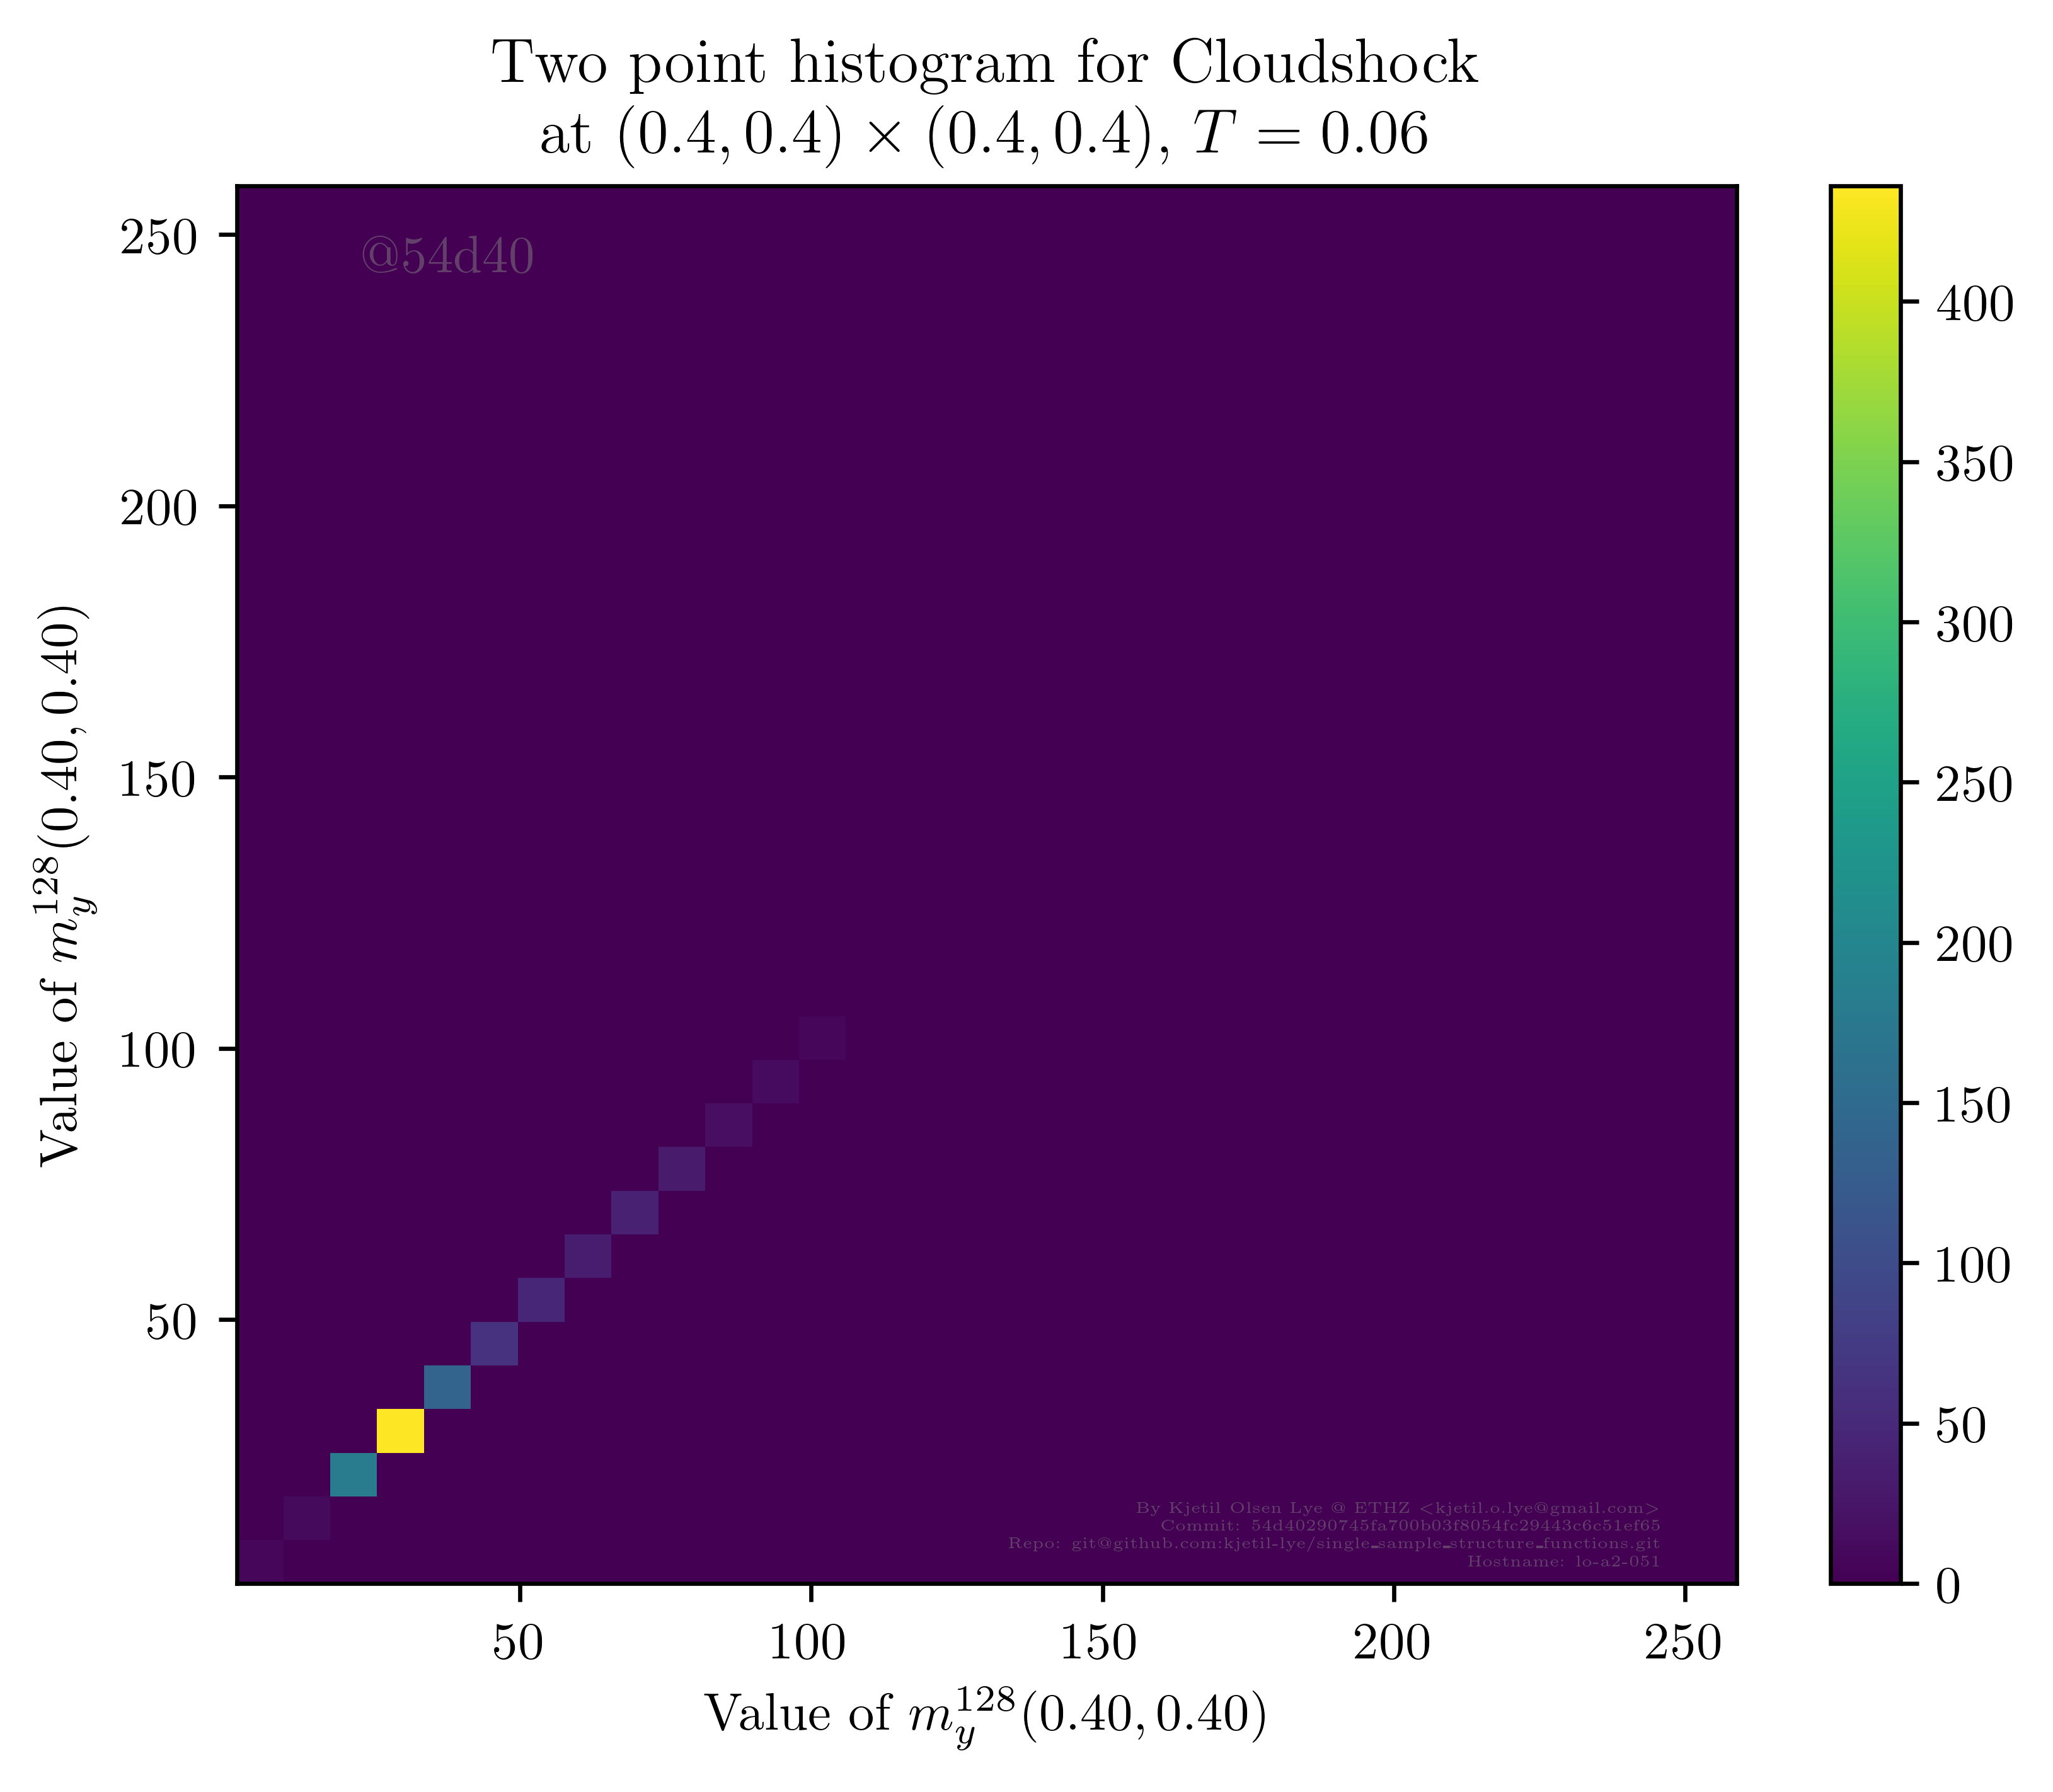 Two point histogram for Cloudshock
at (0.4, 0.4) × (0.4, 0.4), T = 0.06
©54d40
250
200
150
100
50
Value of m_y^128(0.40, 0.40)
50
100
150
200
250
Value of m_y^128(0.40, 0.40)
400
350
300
250
200
150
100
50
0
By Kjetil Olsen Lye @ ETHZ <kjetil.o.lye@gmail.com>
Commit: 54d40290745fa700b03f8054fc29443c6c51ef65
Repo: git@github.com:kjetil-lye/single_sample_structure_functions.git
Hostname: lo-a2-051